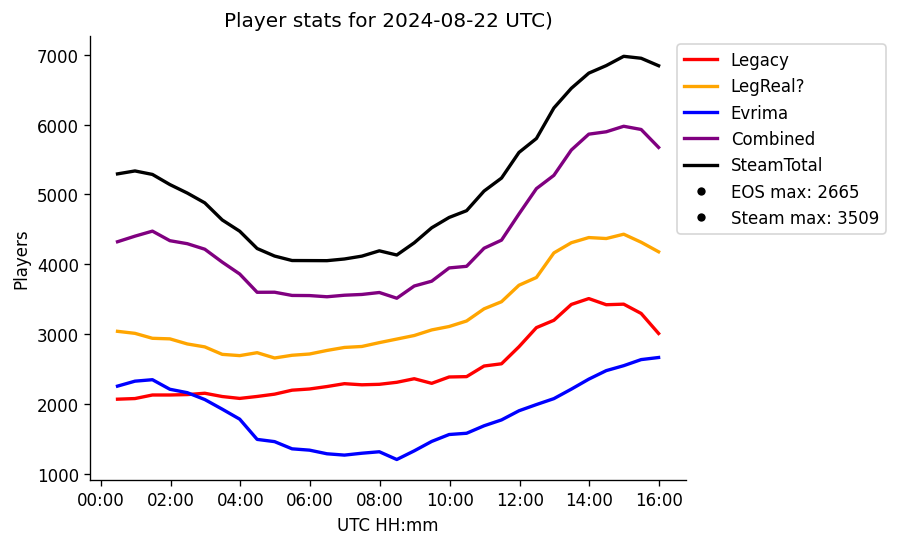 Player stats for 2024-08-22 UTC)
7000
6000
5000
4000
3000
2000
1000
Players
00:00 02:00 04:00 06:00 08:00 10:00 12:00 14:00 16:00
UTC HH:mm
Legacy
LegReal?
Evrima
Combined
SteamTotal
EOS max: 2665
Steam max: 3509